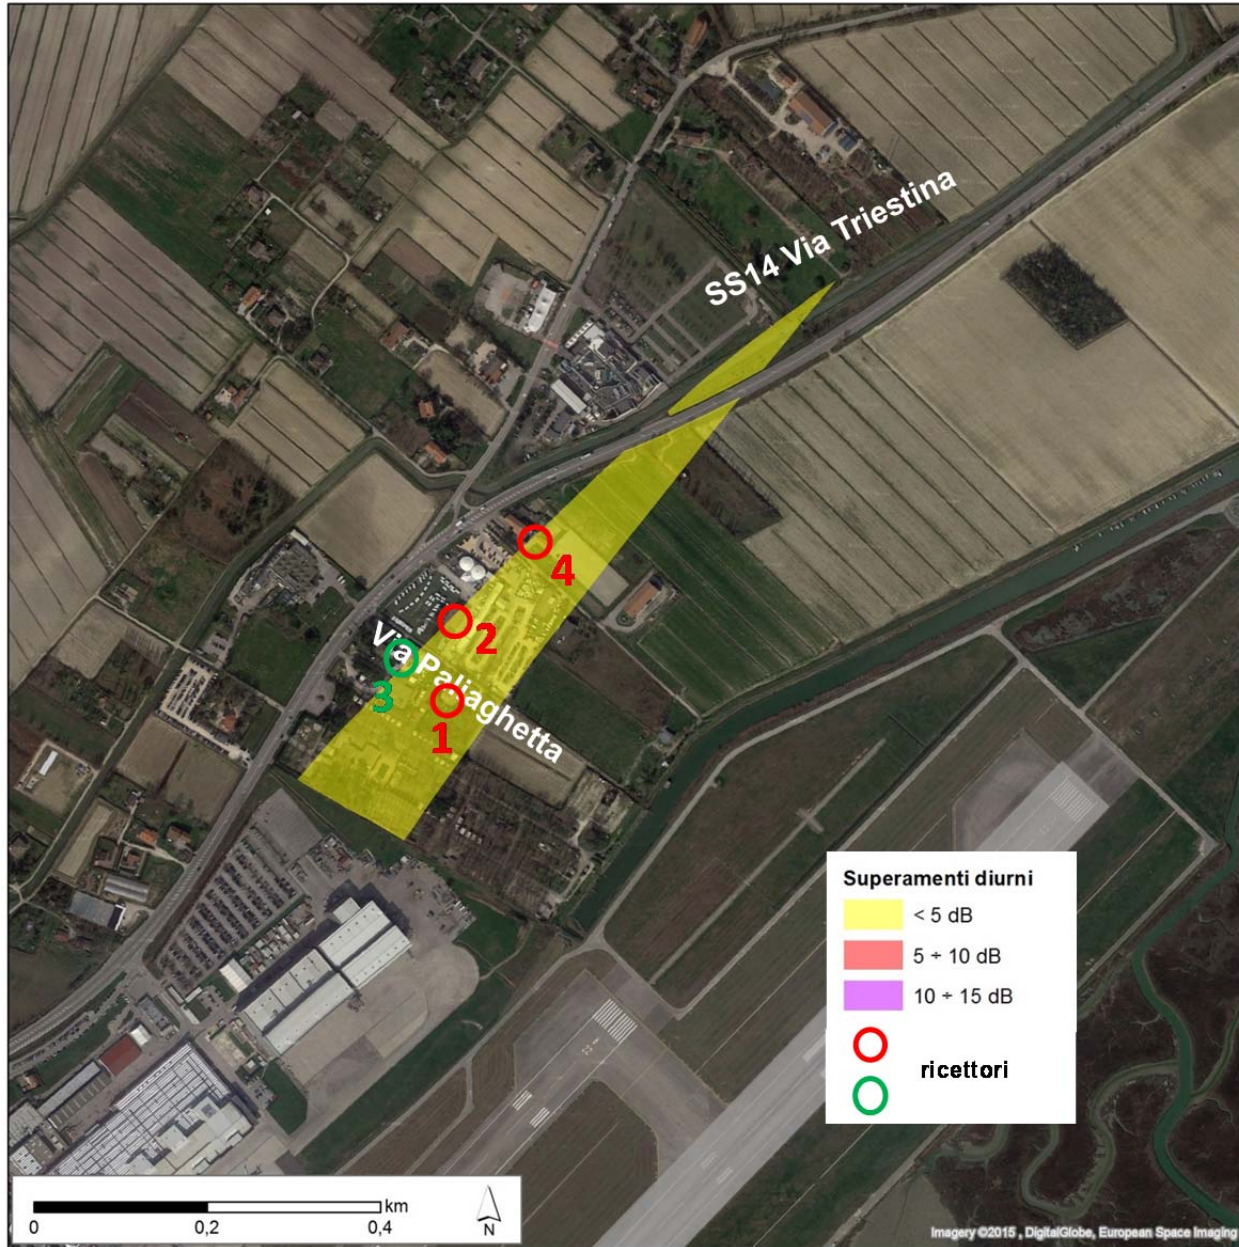 SS14 Via Triestina
4
2
Via Paliaghetta
3
1
Superamenti diurni
< 5 dB
5 ÷ 10 dB
10 ÷ 15 dB
ricettori
km
0
0,2
0,4
N
Imagery ©2015 , DigitalGlobe, European Space Imaging